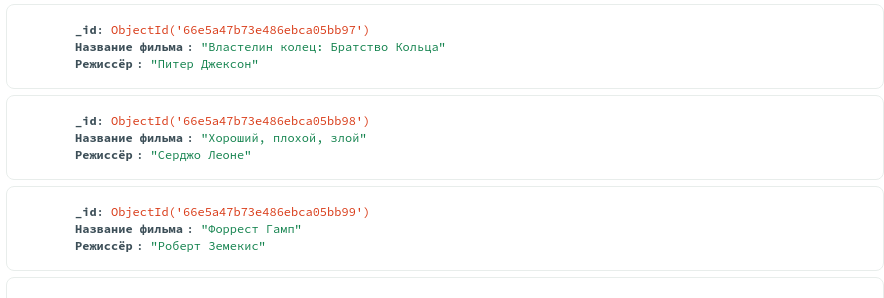 _id: ObjectId('66e5a47b73e486ebca05bb97')
Название фильма : "Властелин колец: Братство Кольца"
Режиссёр : "Питер Джексон"
_id: ObjectId('66e5a47b73e486ebca05bb98')
Название фильма : "Хороший, плохой, злой"
Режиссёр : "Серджо Леоне"
_id: ObjectId('66e5a47b73e486ebca05bb99')
Название фильма : "Форрест Гамп"
Режиссёр : "Роберт Земекис"